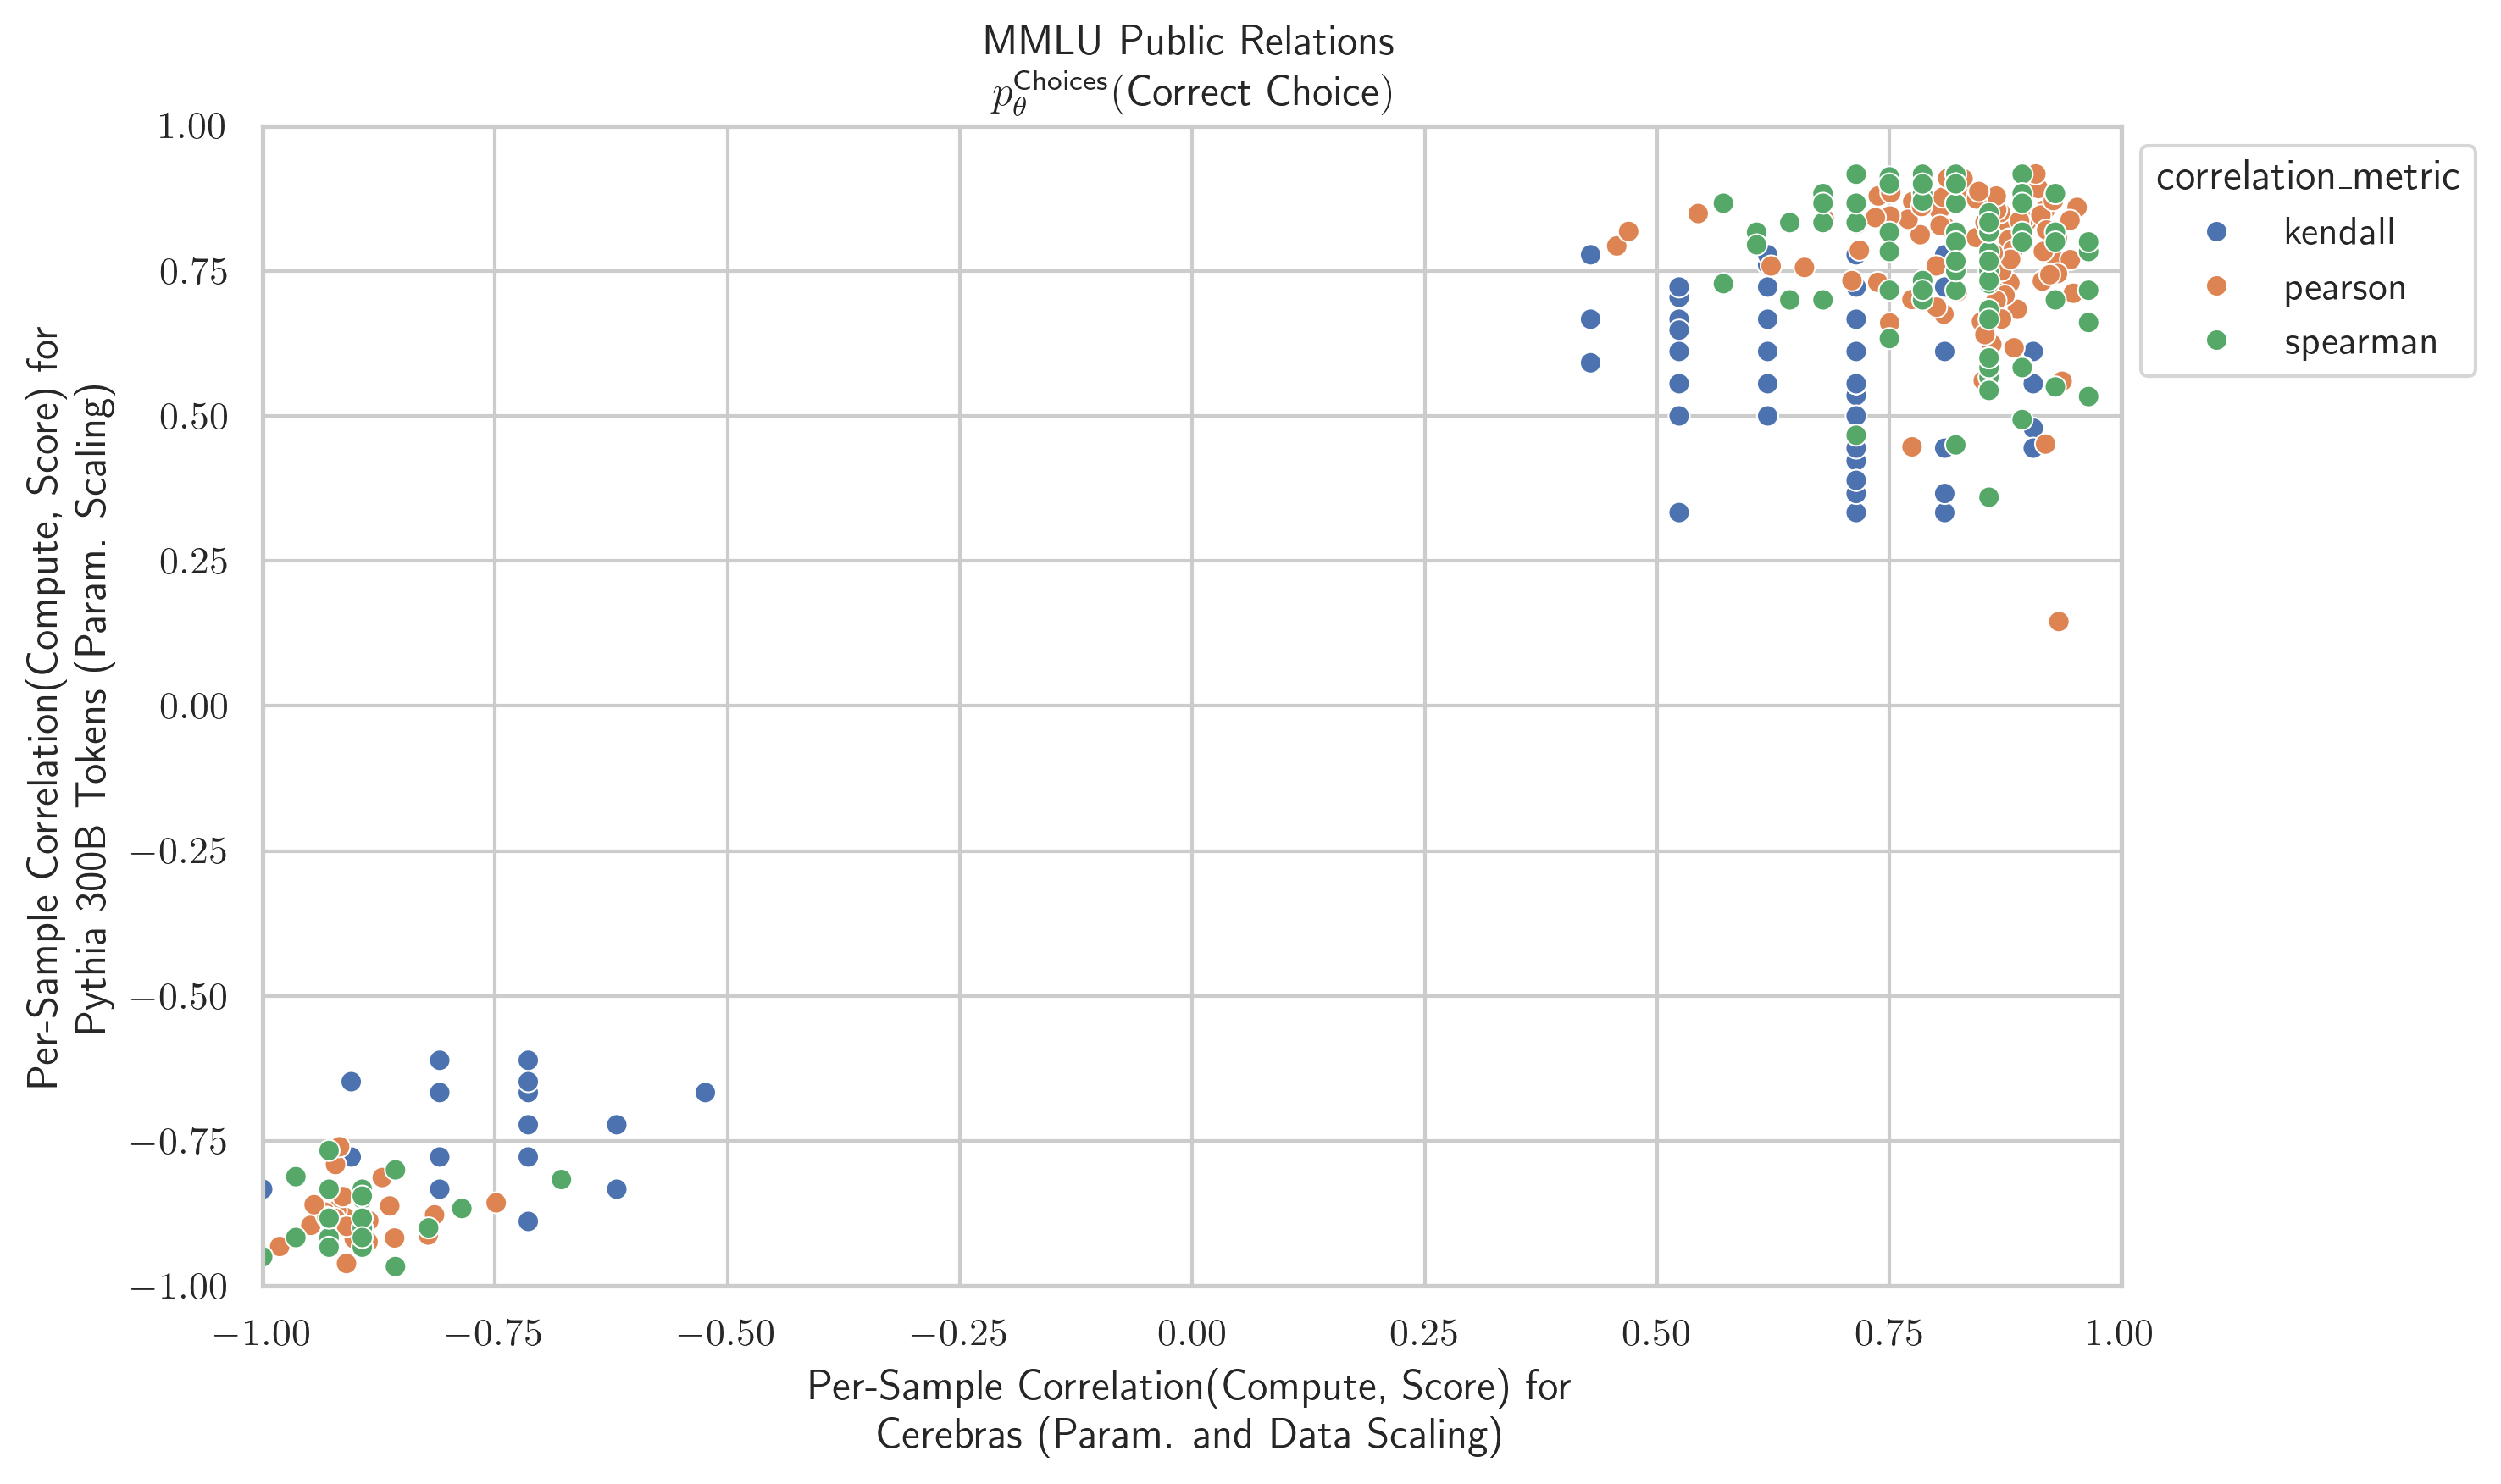 MMLU Public Relations
p_θ^Choices(Correct Choice)
1.00
0.75
0.50
0.25
0.00
−0.25
−0.50
−0.75
−1.00
Per-Sample Correlation(Compute, Score) for
Pythia 300B Tokens (Param. Scaling)
−1.00
−0.75
−0.50
−0.25
0.00
0.25
0.50
0.75
1.00
Per-Sample Correlation(Compute, Score) for
Cerebras (Param. and Data Scaling)
correlation_metric
kendall
pearson
spearman